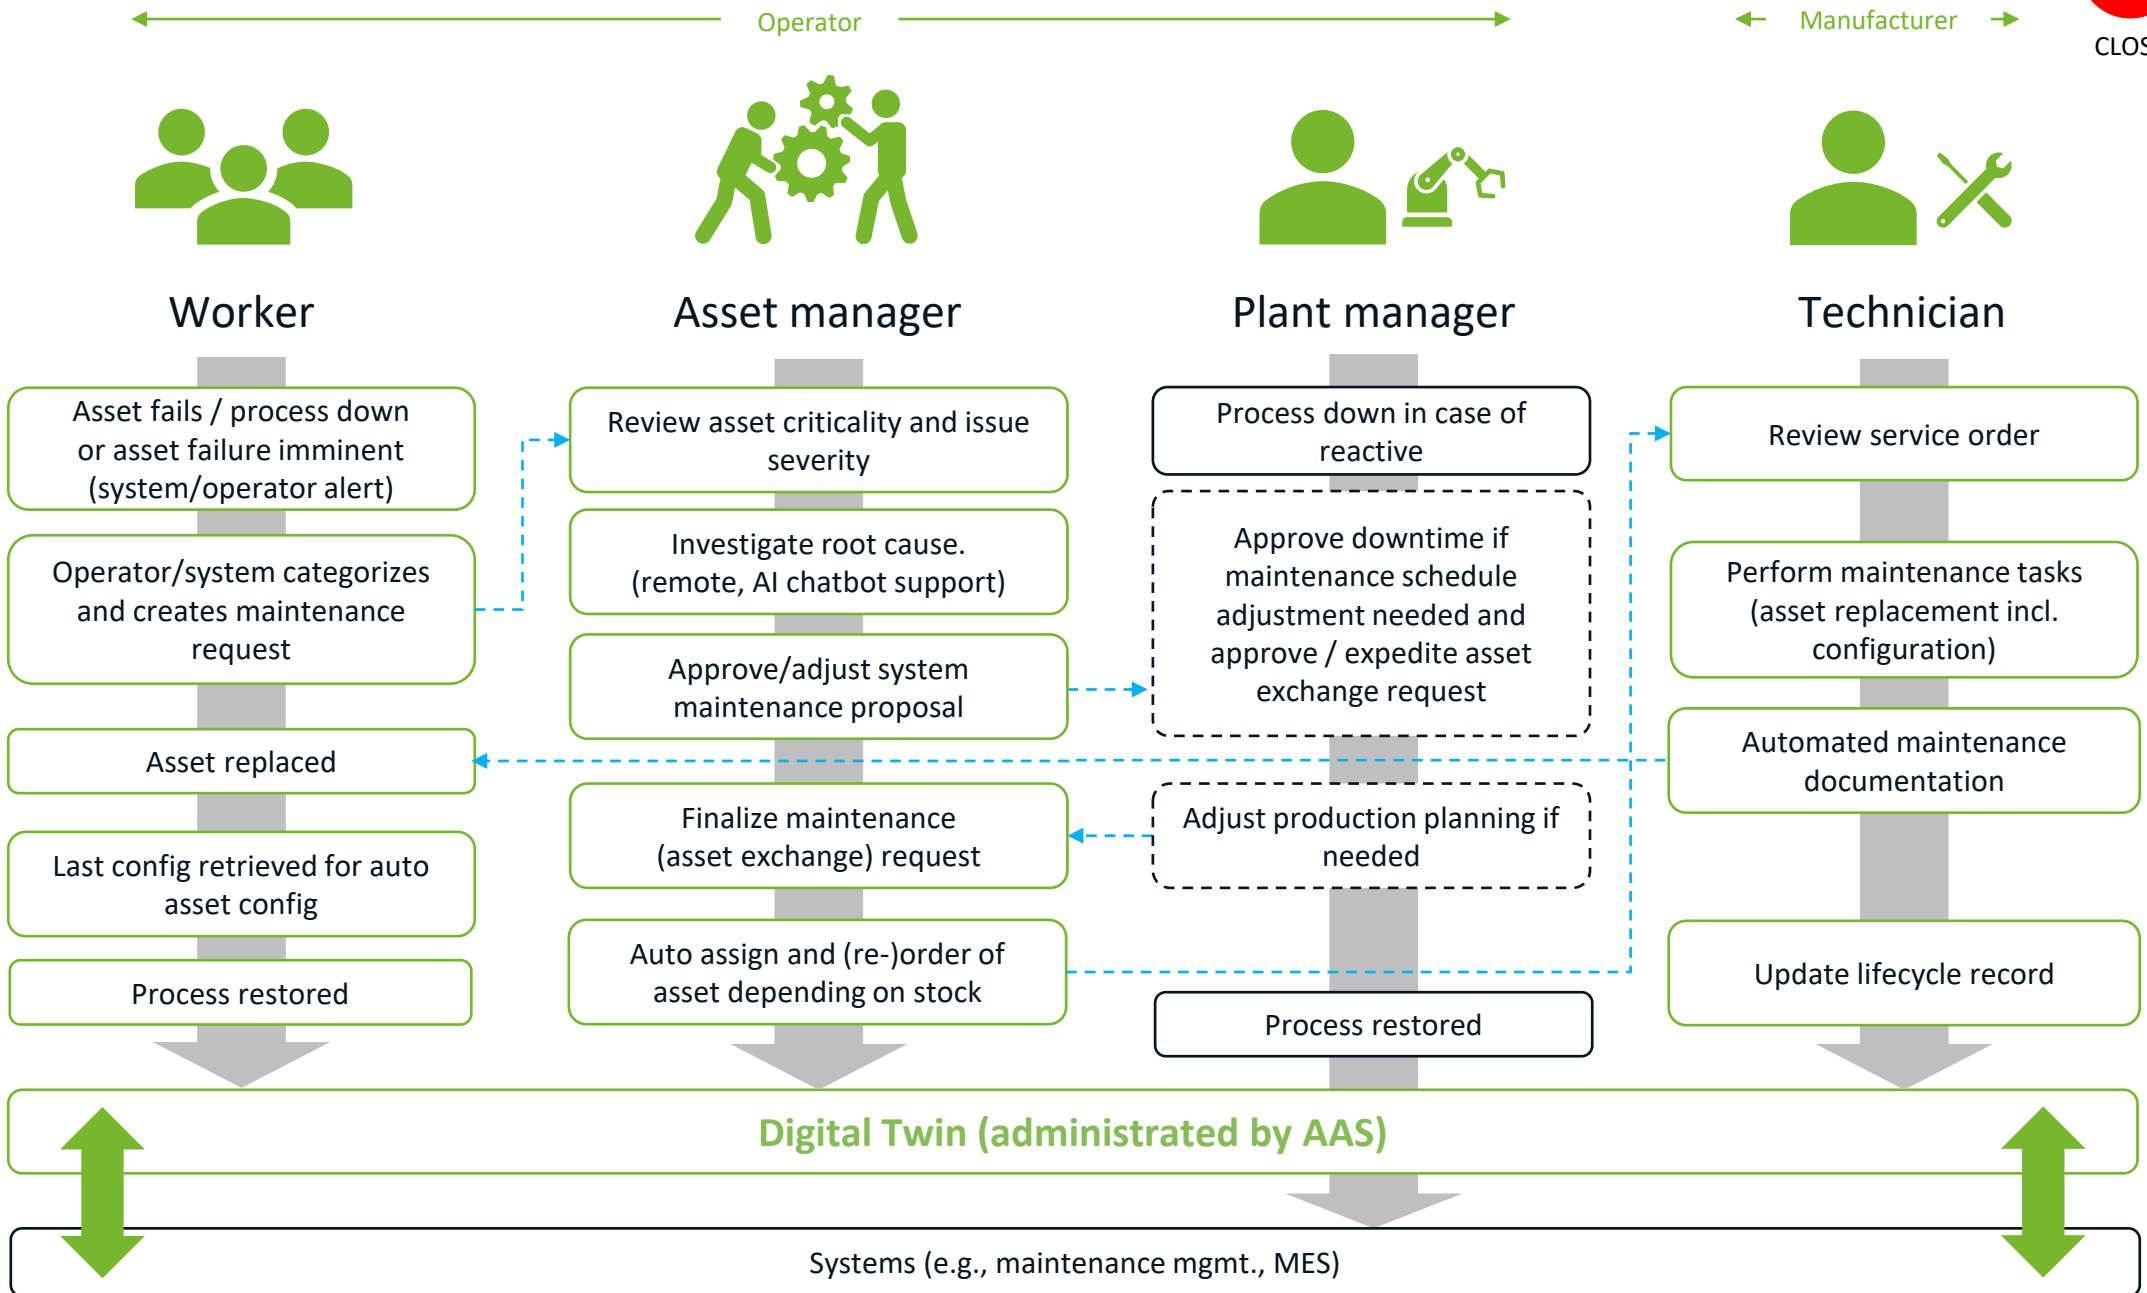 Operator
Manufacturer
CLOS
Worker
Asset manager
Plant manager
Technician
Asset fails / process down
or asset failure imminent
(system/operator alert)
Operator/system categorizes
and creates maintenance
request
Asset replaced
Last config retrieved for auto
asset config
Process restored
Review asset criticality and issue
severity
Investigate root cause.
(remote, AI chatbot support)
Approve/adjust system
maintenance proposal
Finalize maintenance
(asset exchange) request
Auto assign and (re-)order of
asset depending on stock
Process down in case of
reactive
Approve downtime if
maintenance schedule
adjustment needed and
approve / expedite asset
exchange request
Adjust production planning if
needed
Process restored
Review service order
Perform maintenance tasks
(asset replacement incl.
configuration)
Automated maintenance
documentation
Update lifecycle record
Digital Twin (administrated by AAS)
Systems (e.g., maintenance mgmt., MES)